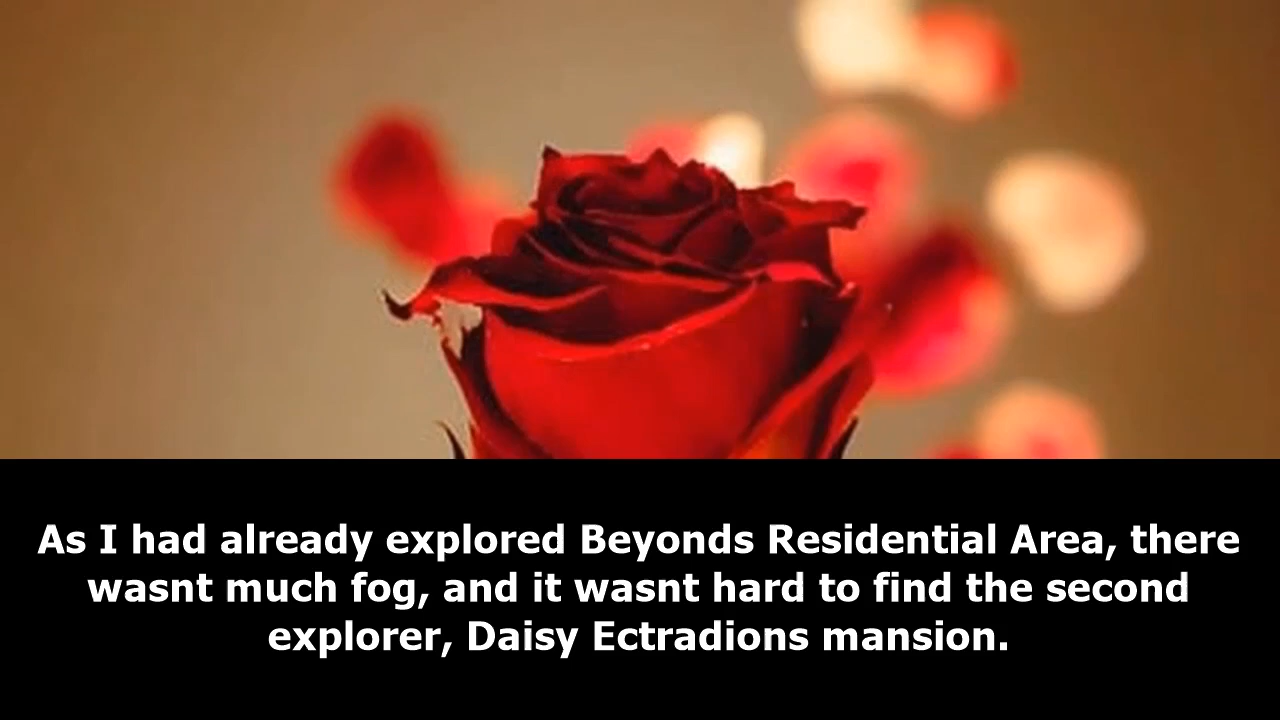 As I had already explored Beyonds Residential Area, there
wasnt much fog, and it wasnt hard to find the second
explorer, Daisy Ectradions mansion.